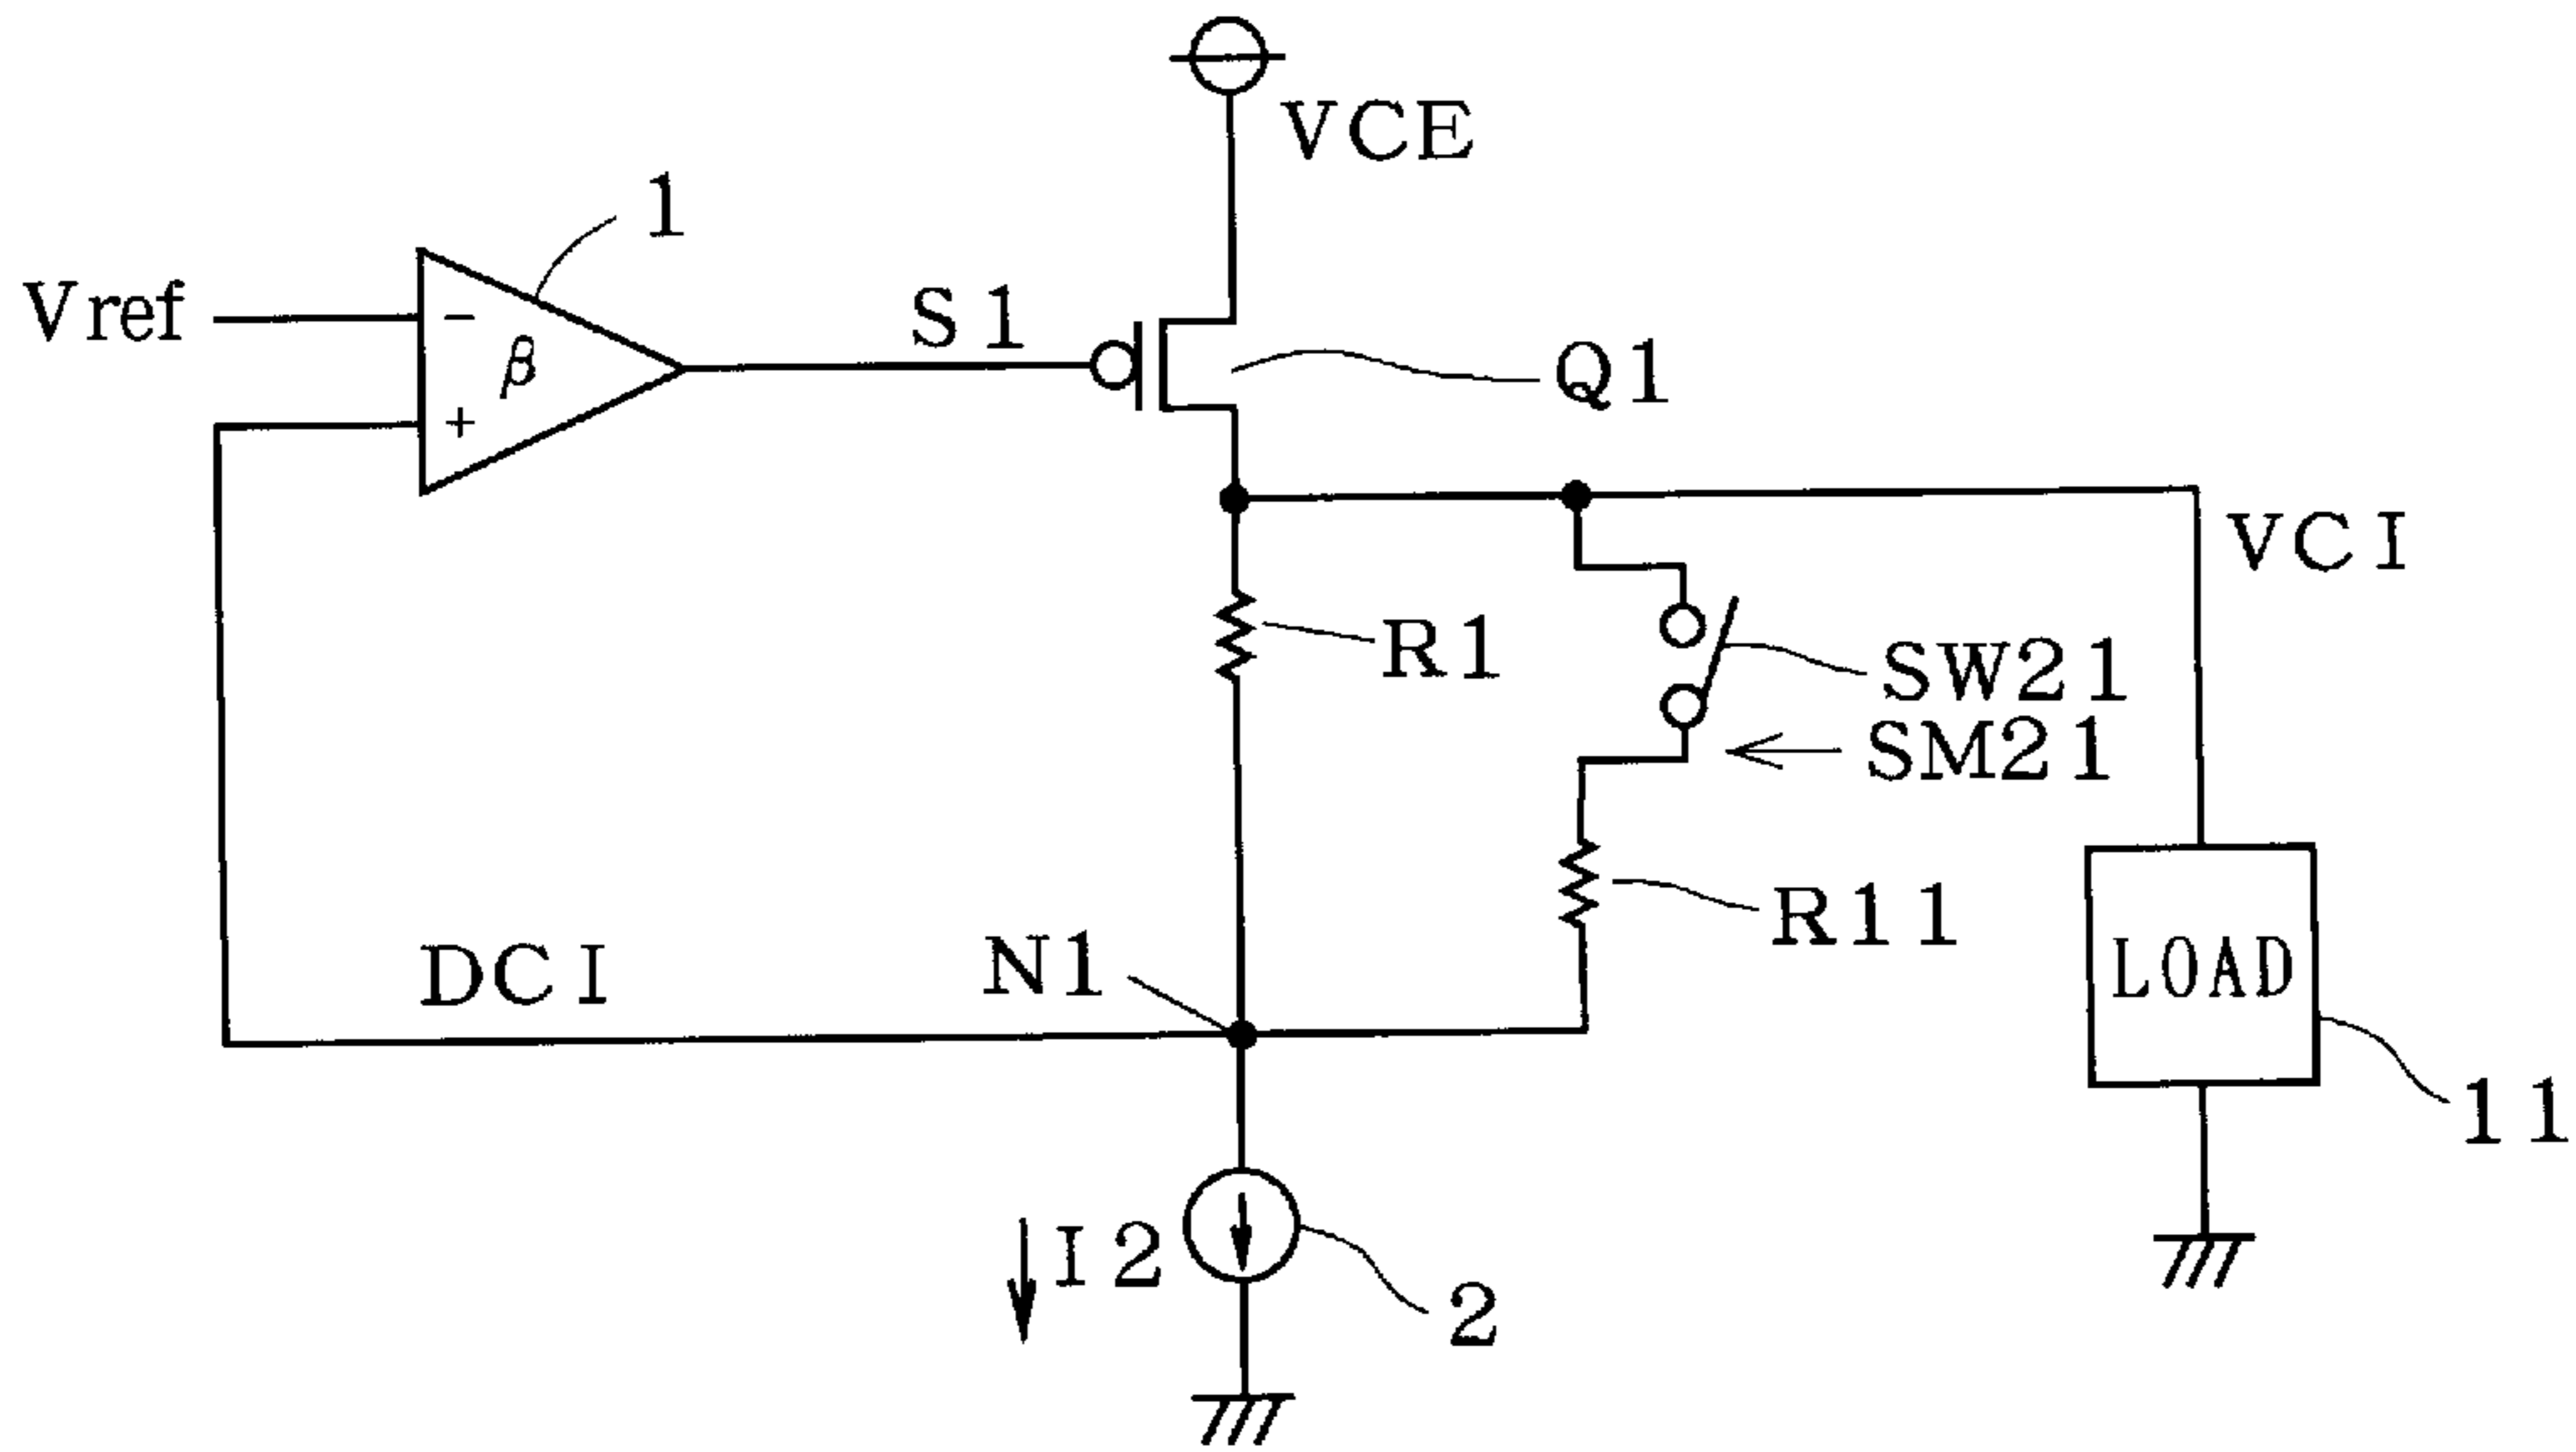 VCE
1
Vref
−
β
+
S1
Q1
VCI
R1
SW21
SM21
R11
DCI
N1
LOAD
11
I2
2